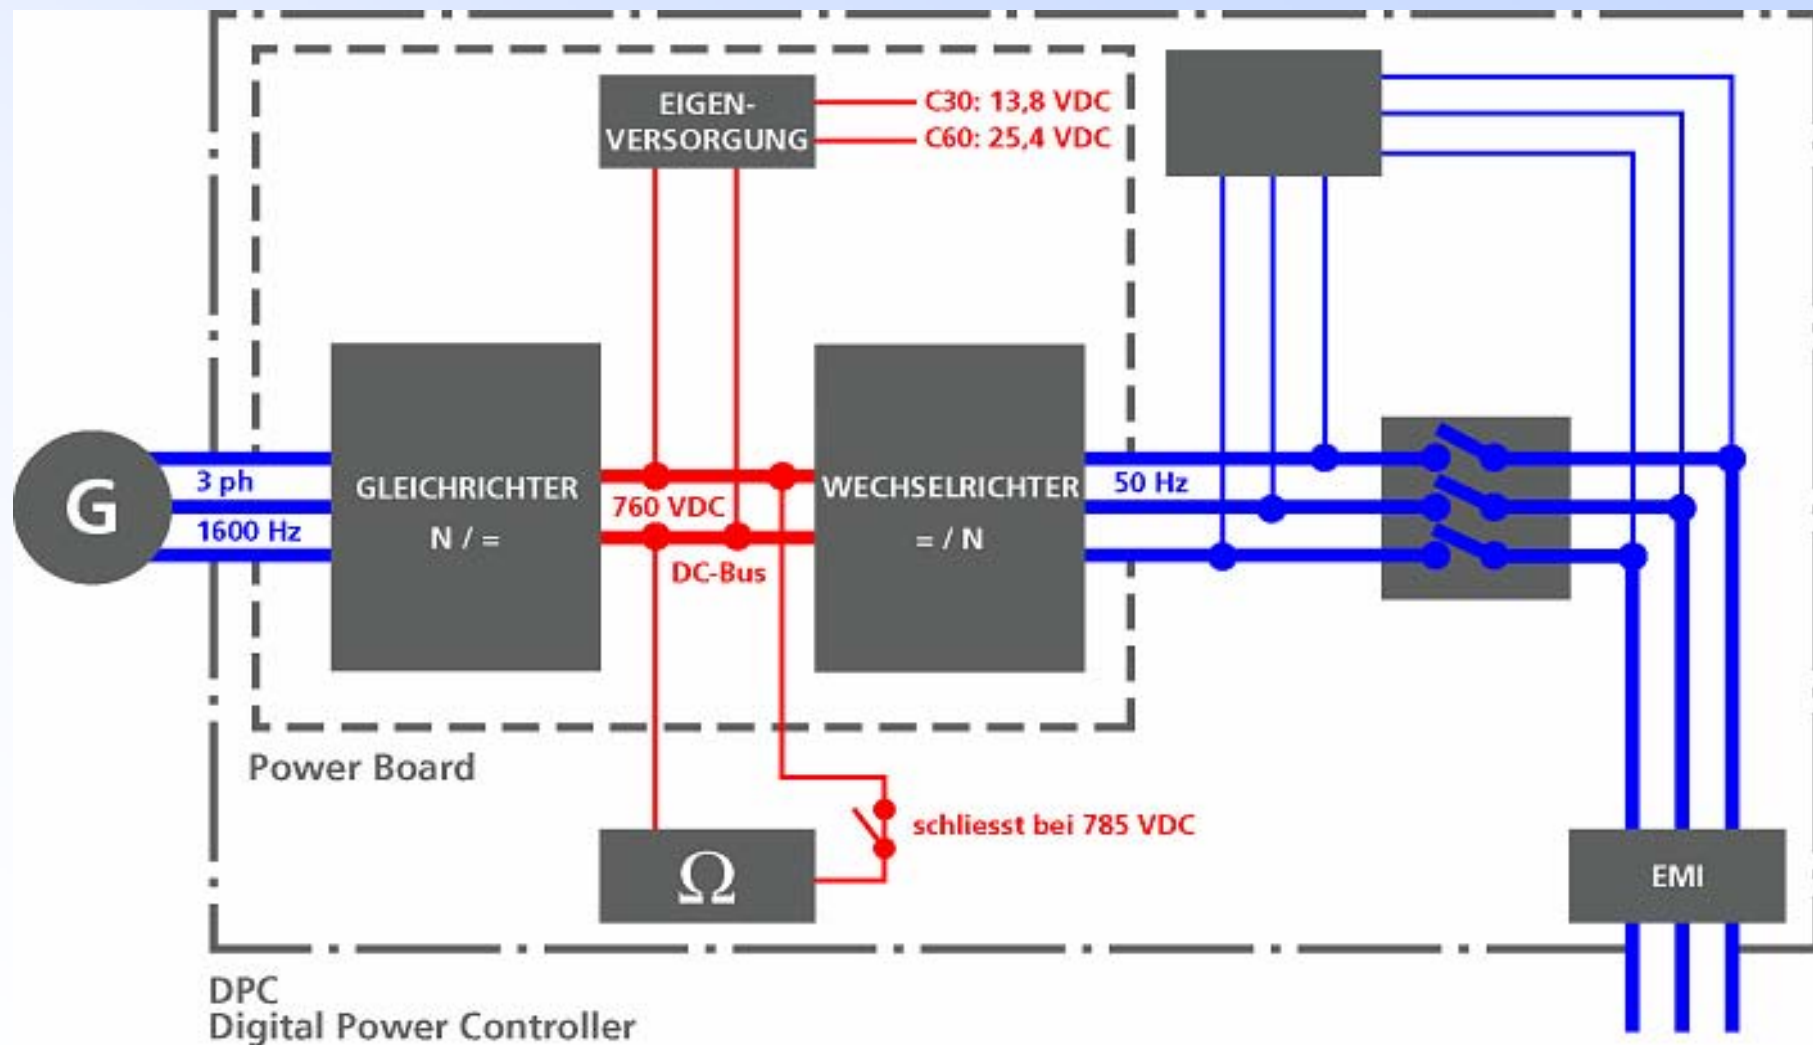 EIGEN-
VERSORGUNG
C30: 13,8 VDC
C60: 25,4 VDC
G
3 ph
1600 Hz
GLEICHRICHTER
N / =
760 VDC
DC-Bus
WECHSELRICHTER
= / N
50 Hz
Power Board
schliesst bei 785 VDC
Ω
EMI
DPC
Digital Power Controller